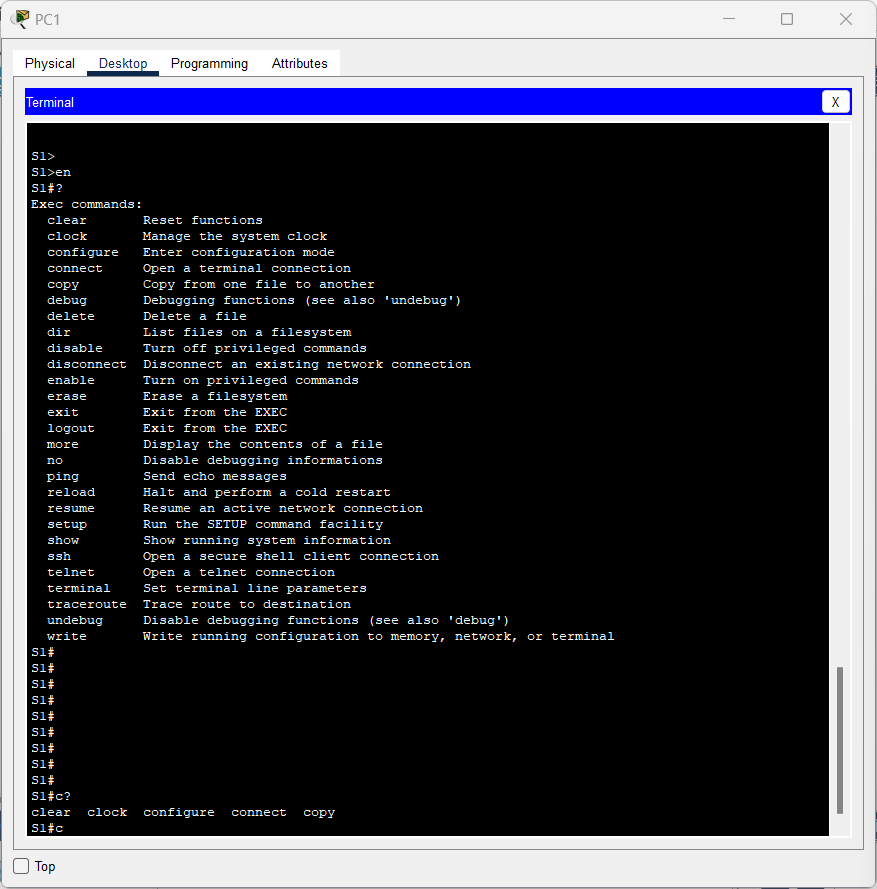 PC1
Physical Desktop Programming Attributes
Terminal X
S1>
S1>en
S1#?
Exec commands:
  clear       Reset functions
  clock       Manage the system clock
  configure   Enter configuration mode
  connect     Open a terminal connection
  copy        Copy from one file to another
  debug       Debugging functions (see also 'undebug')
  delete      Delete a file
  dir         List files on a filesystem
  disable     Turn off privileged commands
  disconnect  Disconnect an existing network connection
  enable      Turn on privileged commands
  erase       Erase a filesystem
  exit        Exit from the EXEC
  logout      Exit from the EXEC
  more        Display the contents of a file
  no          Disable debugging informations
  ping        Send echo messages
  reload      Halt and perform a cold restart
  resume      Resume an active network connection
  setup       Run the SETUP command facility
  show        Show running system information
  ssh         Open a secure shell client connection
  telnet      Open a telnet connection
  terminal    Set terminal line parameters
  traceroute  Trace route to destination
  undebug     Disable debugging functions (see also 'debug')
  write       Write running configuration to memory, network, or terminal
S1#
S1#
S1#
S1#
S1#
S1#
S1#
S1#
S1#
S1#c?
clear  clock  configure  connect  copy
S1#c
Top